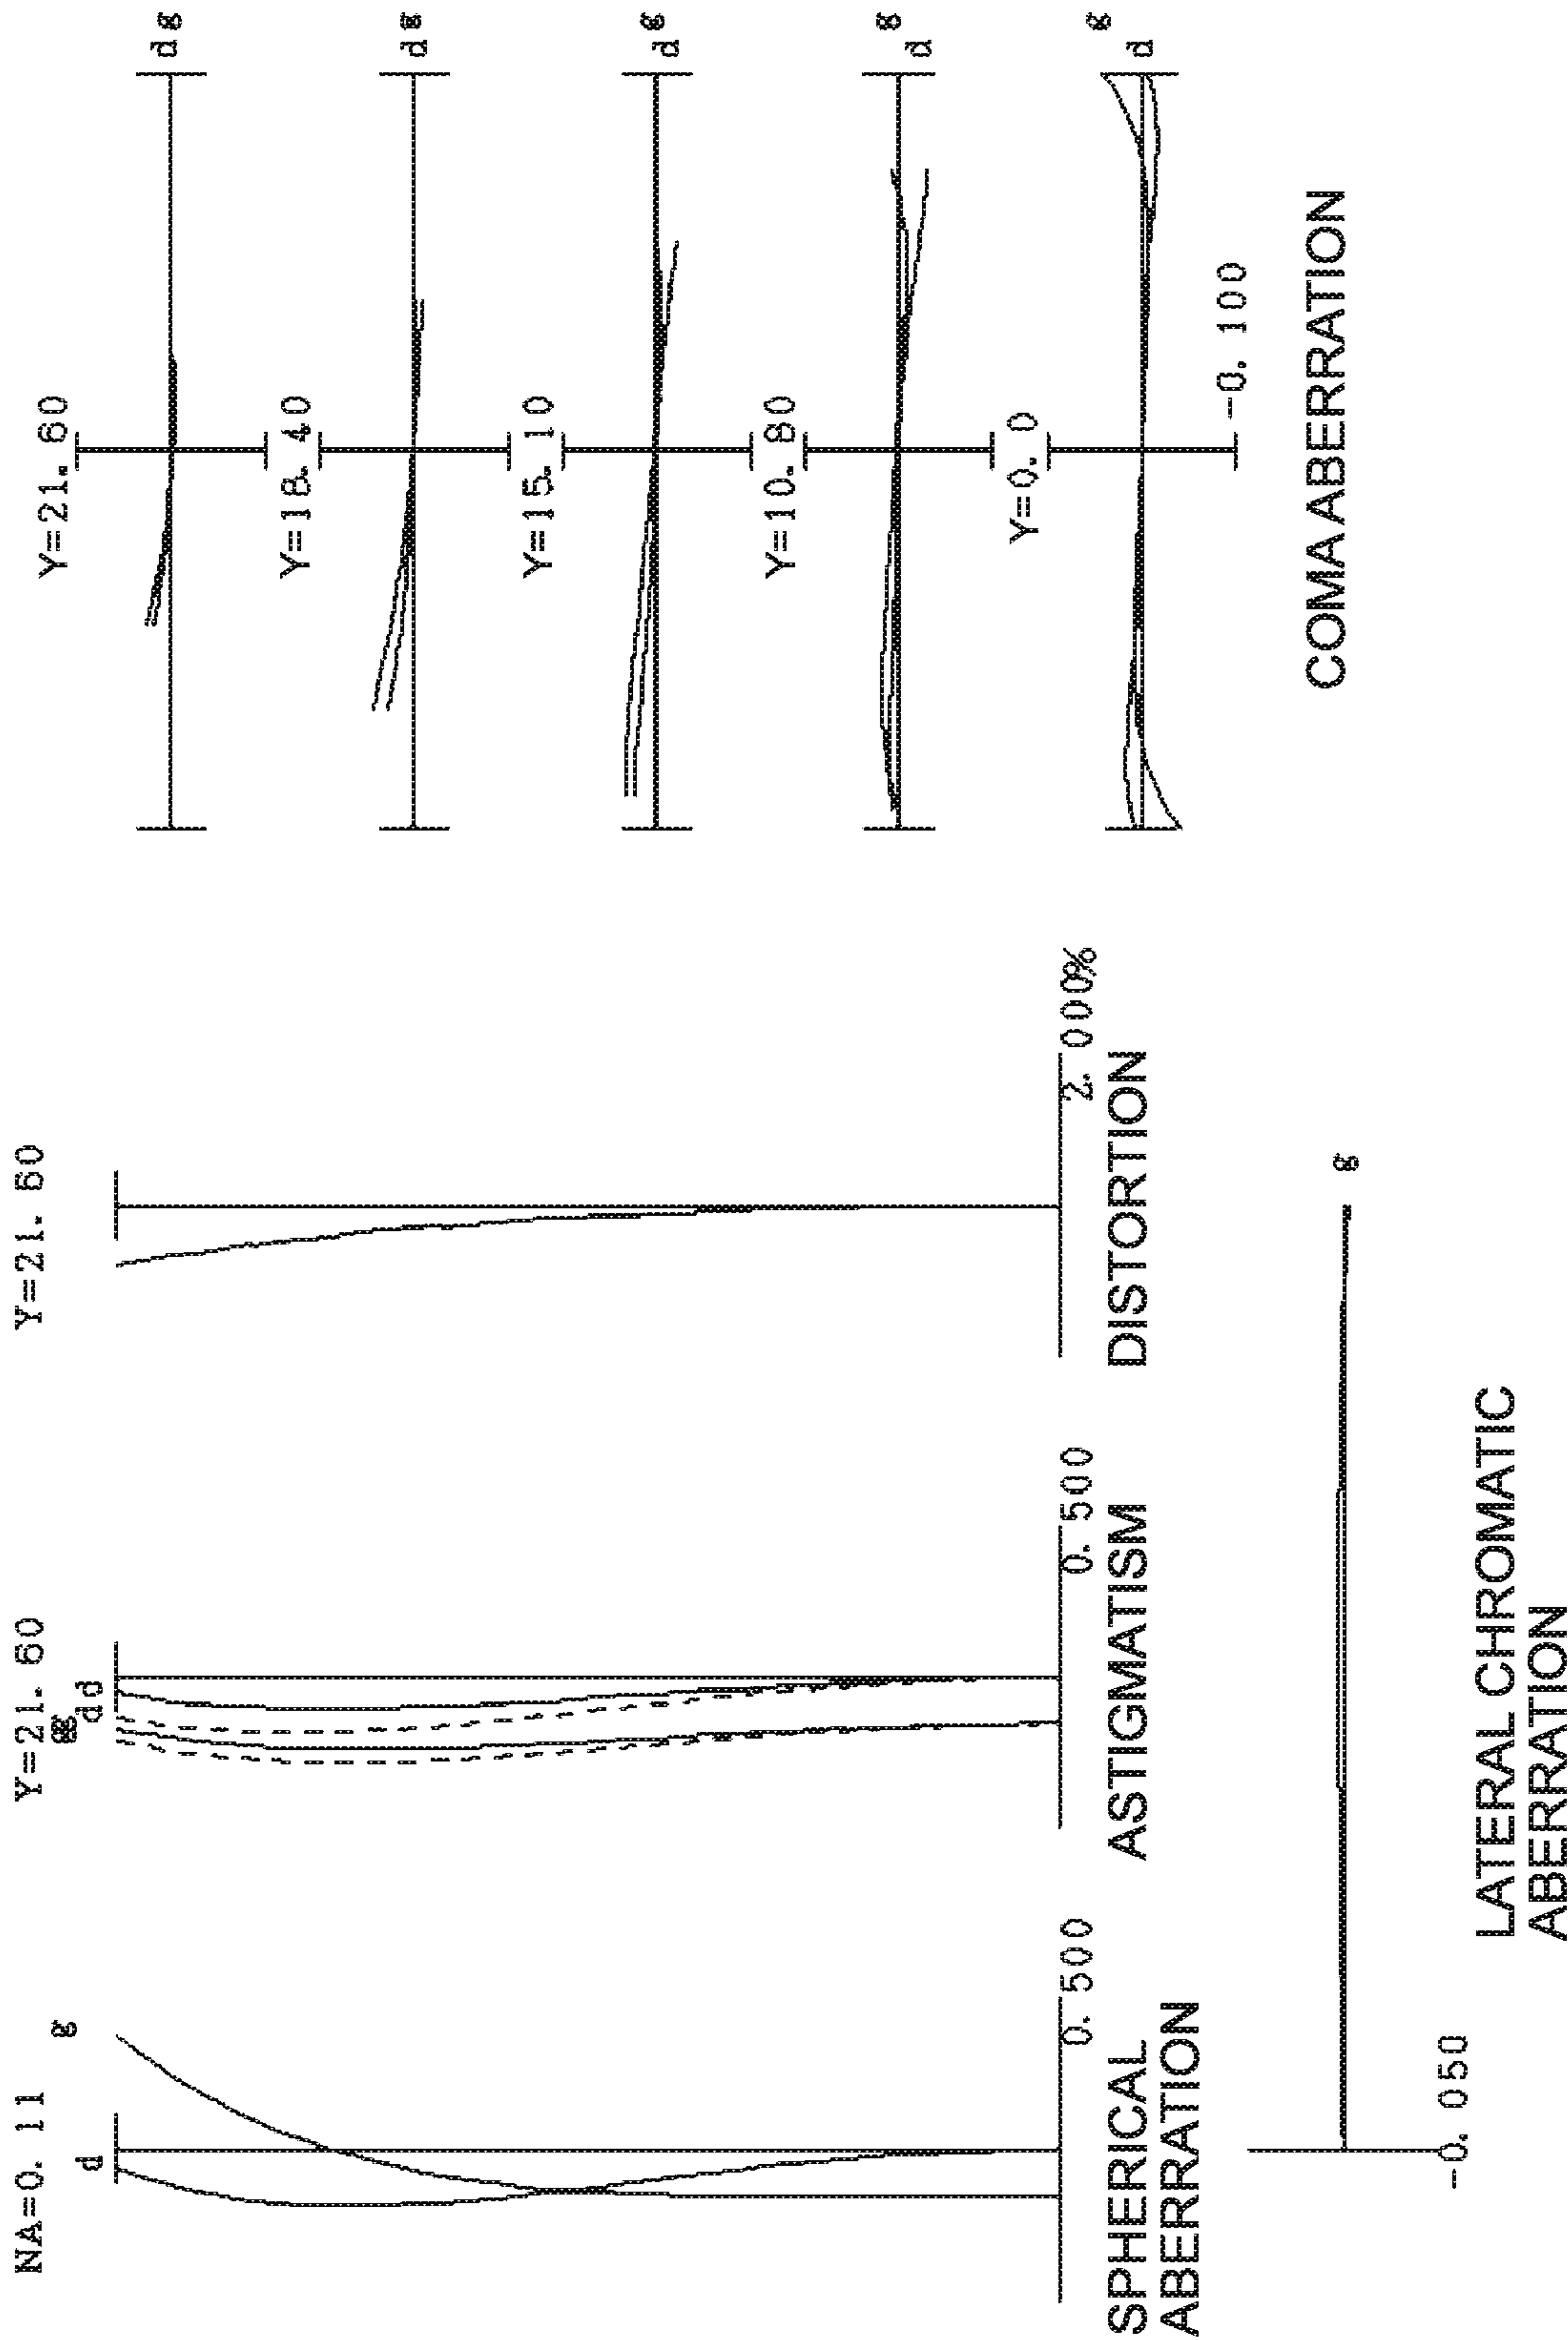 NA=0. 11
d
g
0. 500
SPHERICAL
ABERRATION
Y=21. 60
g g
d d
0. 500
ASTIGMATISM
Y=21. 60
2. 000%
DISTORTION
-0. 050
g
LATERAL CHROMATIC
ABERRATION
Y=21. 60
d g
Y=18. 40
d g
Y=15. 10
d g
Y=10. 80
d g
Y=0. 0
d g
-0. 100
COMA ABERRATION